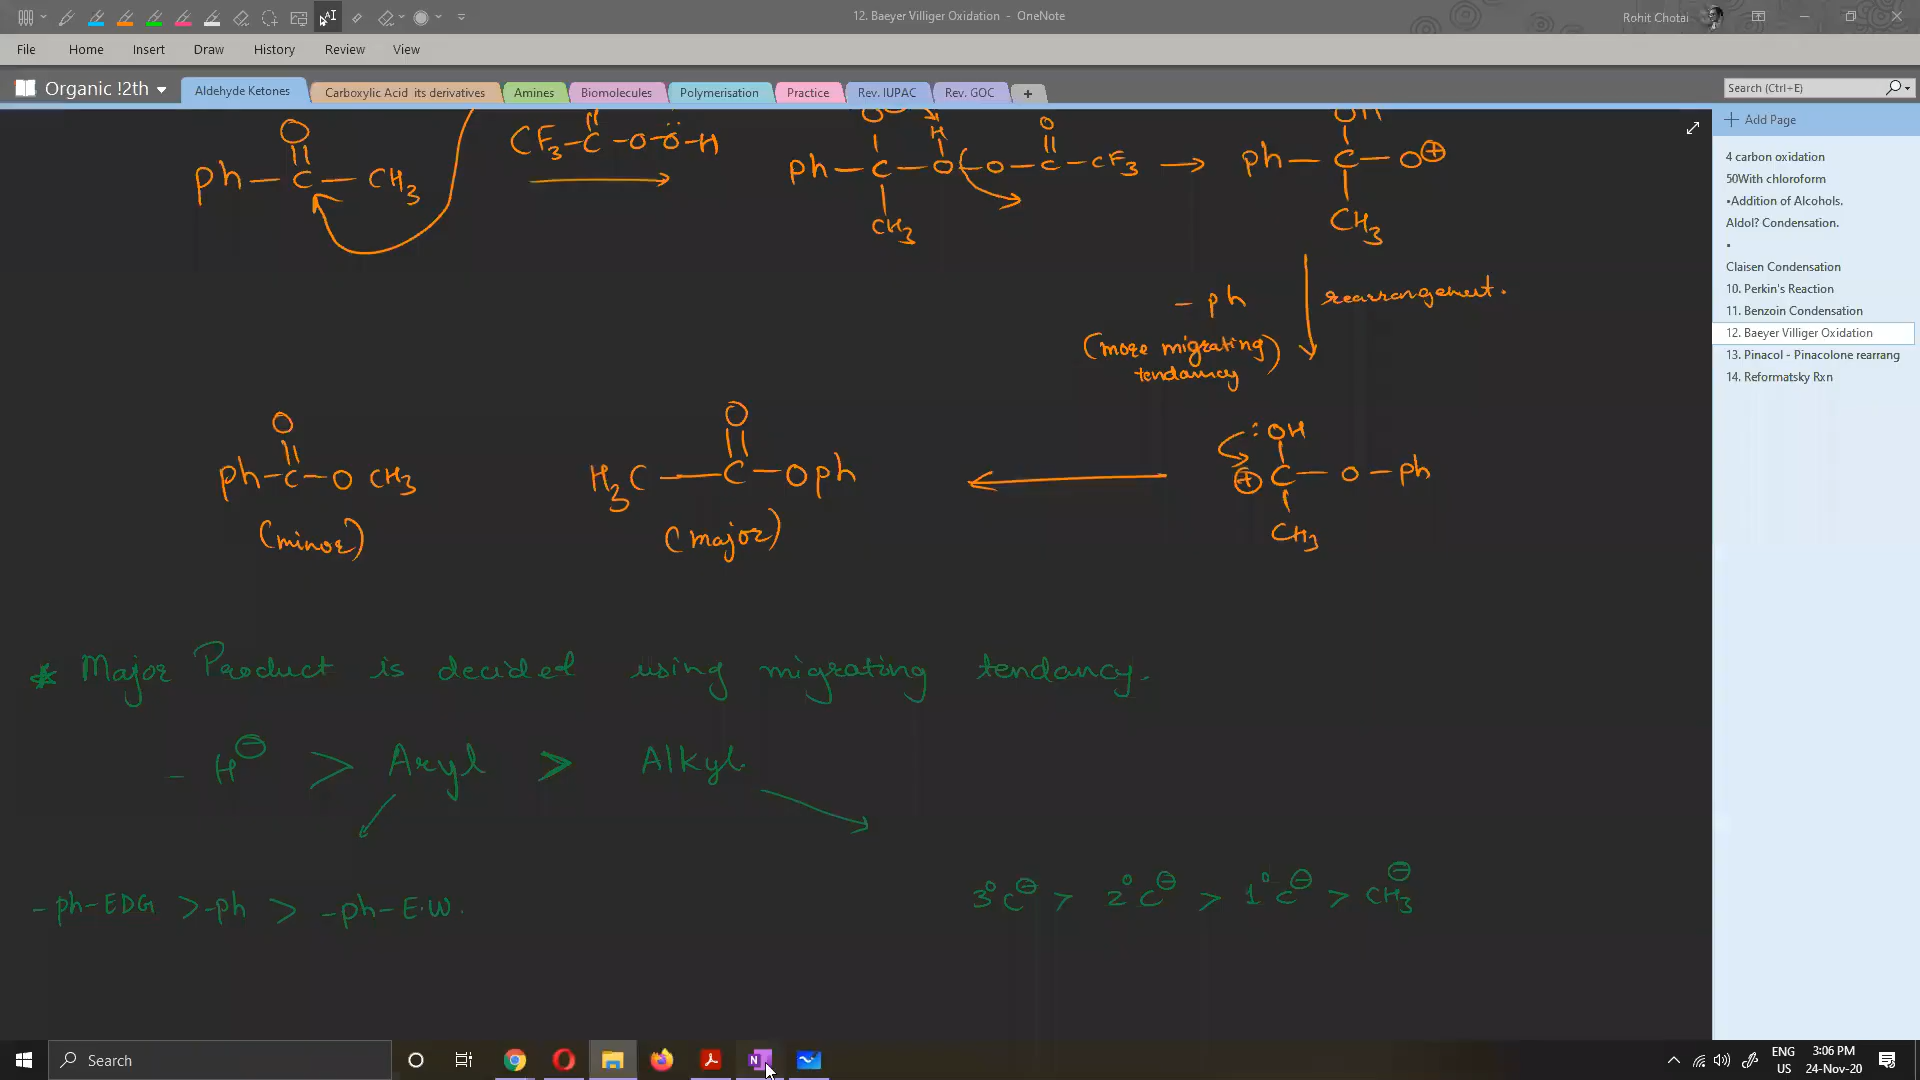 12. Baeyer Villiger Oxidation - OneNote
Rohit Chotai
File Home Insert Draw History Review View
Organic !2th
Aldehyde Ketones
Carboxylic Acid its derivatives
Amines
Biomolecules
Polymerisation
Practice
Rev. IUPAC
Rev. GOC
+
Search (Ctrl+E)
Add Page
4 carbon oxidation
50With chloroform
•Addition of Alcohols.
Aldol? Condensation.
•
Claisen Condensation
10. Perkin's Reaction
11. Benzoin Condensation
12. Baeyer Villiger Oxidation
13. Pinacol - Pinacolone rearrang
14. Reformatsky Rxn
O
ph-C-CH3
CF3-C-O-Ö-H
H
O
ph-C-O-O-C-CF3
CH3
ph-C-O⊕
CH3
- ph
rearrangement.
(more migrating
tendancy
O
ph-C-O CH3
(minor)
O
H3C-C-Oph
(major)
:OH
⊕ C-O-ph
CH3
* Major Product is decided using migrating tendancy.
- H⊖ > Aryl > Alkyl
-ph-EDG >-ph > -ph-E.W.
3°C⊖ > 2°C⊖ > 1°C⊖ > CH3⊖
Search
ENG
US
3:06 PM
24-Nov-20